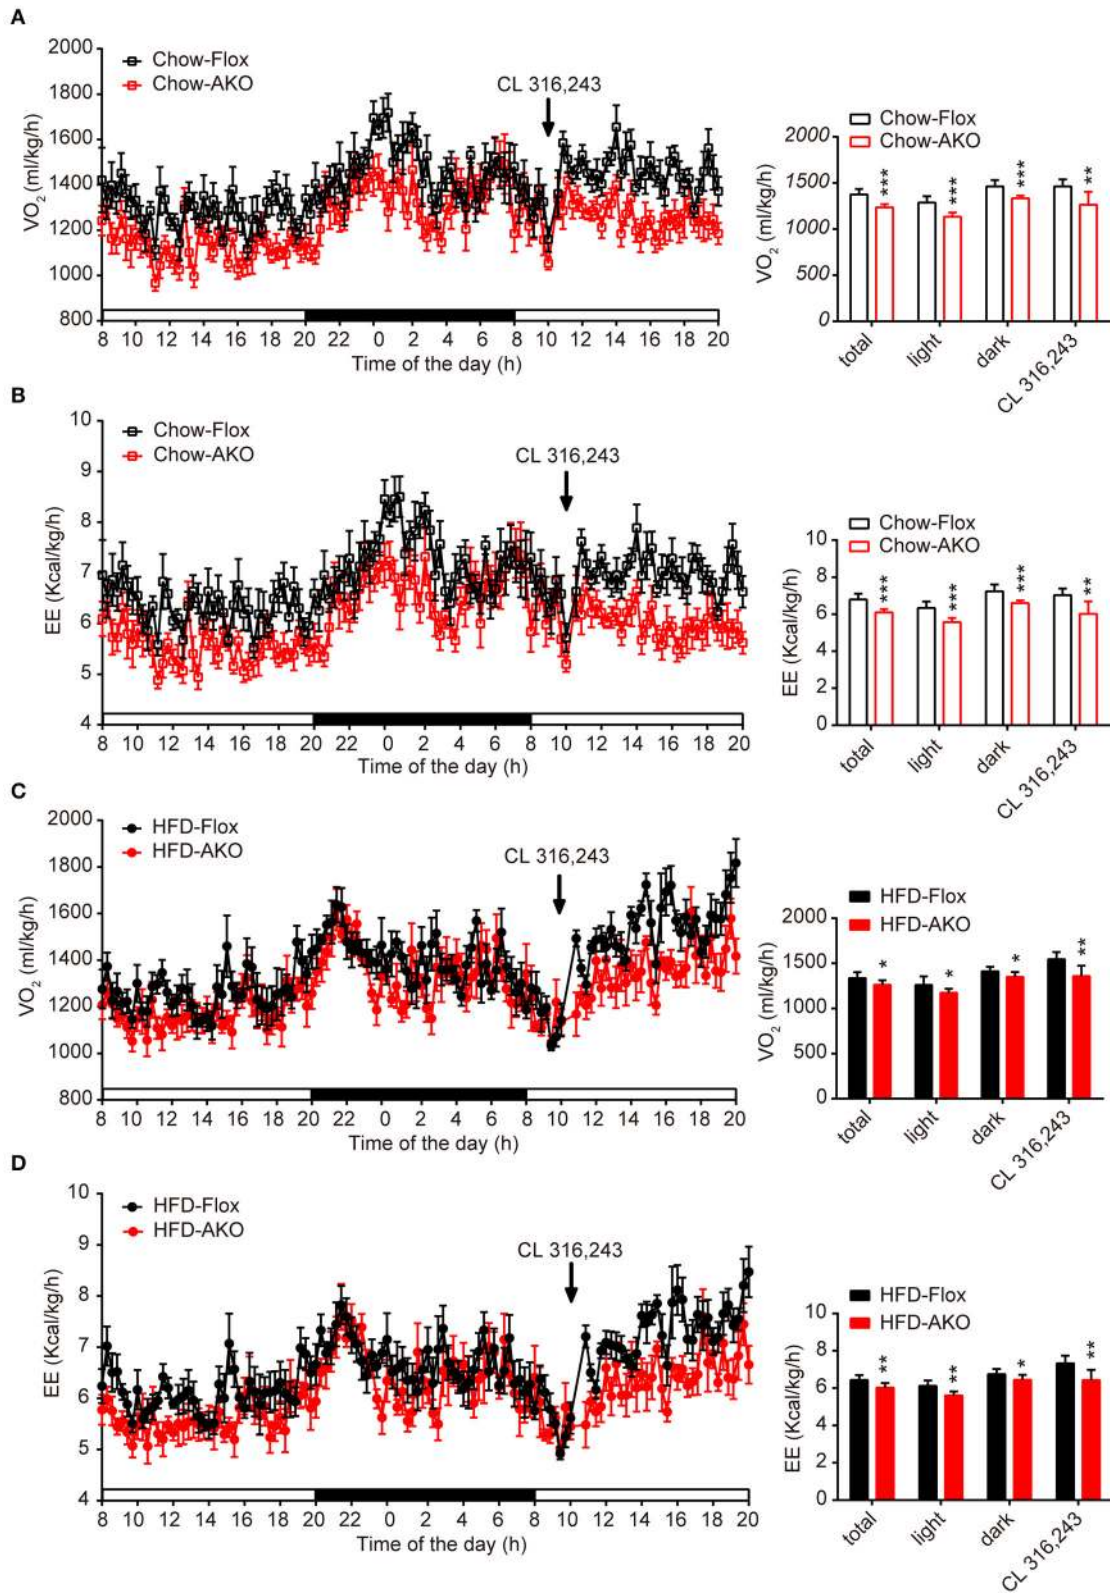 A
2000
1800
1600
1400
1200
1000
800
VO2 (ml/kg/h)
Chow-Flox
Chow-AKO
CL 316,243
8 10 12 14 16 18 20 22 0 2 4 6 8 10 12 14 16 18 20
Time of the day (h)
2000
1500
1000
500
0
VO2 (ml/kg/h)
Chow-Flox
Chow-AKO
*** *** *** **
total light dark CL 316,243
B
10
9
8
7
6
5
4
EE (Kcal/kg/h)
Chow-Flox
Chow-AKO
CL 316,243
8 10 12 14 16 18 20 22 0 2 4 6 8 10 12 14 16 18 20
Time of the day (h)
10
8
6
4
2
0
EE (Kcal/kg/h)
Chow-Flox
Chow-AKO
*** *** *** **
total light dark CL 316,243
C
2000
1800
1600
1400
1200
1000
800
VO2 (ml/kg/h)
HFD-Flox
HFD-AKO
CL 316,243
8 10 12 14 16 18 20 22 0 2 4 6 8 10 12 14 16 18 20
Time of the day (h)
2000
1500
1000
500
0
VO2 (ml/kg/h)
HFD-Flox
HFD-AKO
* * * **
total light dark CL 316,243
D
10
9
8
7
6
5
4
EE (Kcal/kg/h)
HFD-Flox
HFD-AKO
CL 316,243
8 10 12 14 16 18 20 22 0 2 4 6 8 10 12 14 16 18 20
Time of the day (h)
10
8
6
4
2
0
EE (Kcal/kg/h)
HFD-Flox
HFD-AKO
** ** * **
total light dark CL 316,243